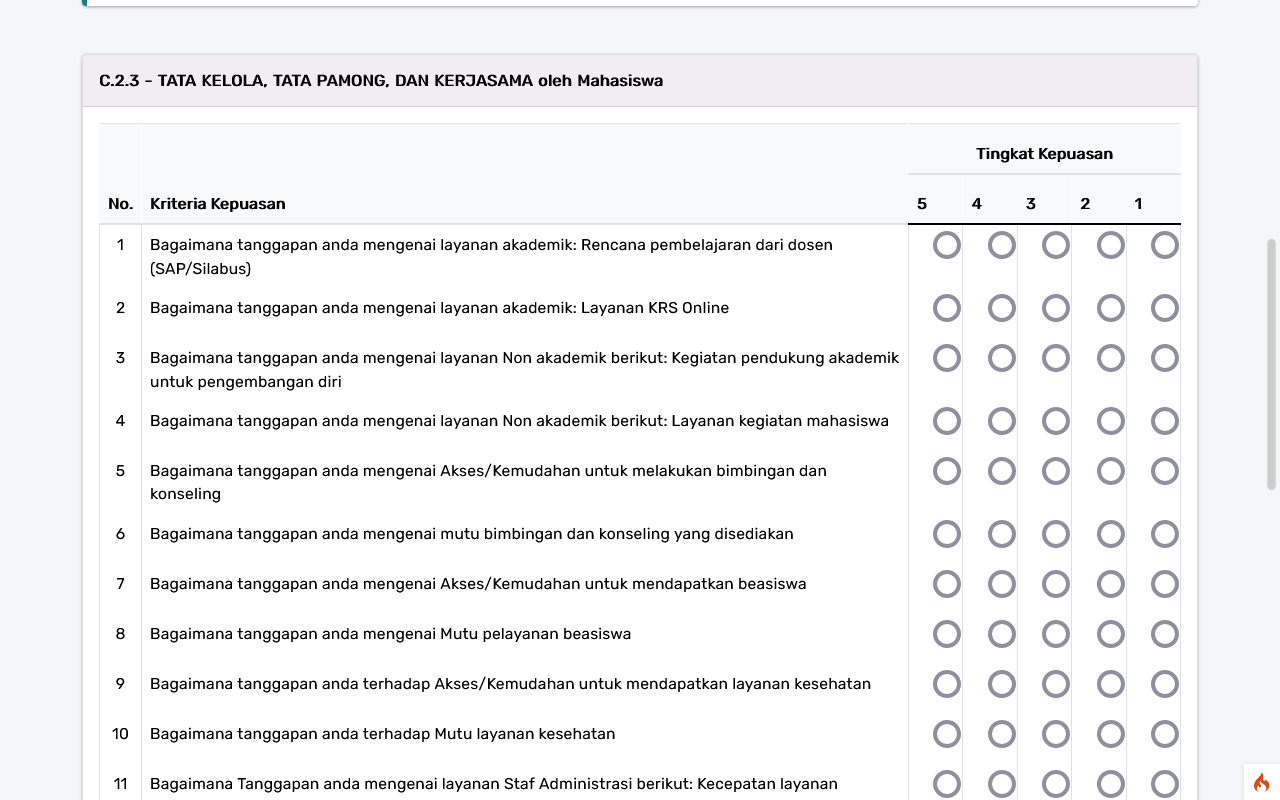 C.2.3 - TATA KELOLA, TATA PAMONG, DAN KERJASAMA oleh Mahasiswa
Tingkat Kepuasan
No. Kriteria Kepuasan 5 4 3 2 1
1 Bagaimana tanggapan anda mengenai layanan akademik: Rencana pembelajaran dari dosen
(SAP/Silabus)
2 Bagaimana tanggapan anda mengenai layanan akademik: Layanan KRS Online
3 Bagaimana tanggapan anda mengenai layanan Non akademik berikut: Kegiatan pendukung akademik
untuk pengembangan diri
4 Bagaimana tanggapan anda mengenai layanan Non akademik berikut: Layanan kegiatan mahasiswa
5 Bagaimana tanggapan anda mengenai Akses/Kemudahan untuk melakukan bimbingan dan
konseling
6 Bagaimana tanggapan anda mengenai mutu bimbingan dan konseling yang disediakan
7 Bagaimana tanggapan anda mengenai Akses/Kemudahan untuk mendapatkan beasiswa
8 Bagaimana tanggapan anda mengenai Mutu pelayanan beasiswa
9 Bagaimana tanggapan anda terhadap Akses/Kemudahan untuk mendapatkan layanan kesehatan
10 Bagaimana tanggapan anda terhadap Mutu layanan kesehatan
11 Bagaimana Tanggapan anda mengenai layanan Staf Administrasi berikut: Kecepatan layanan